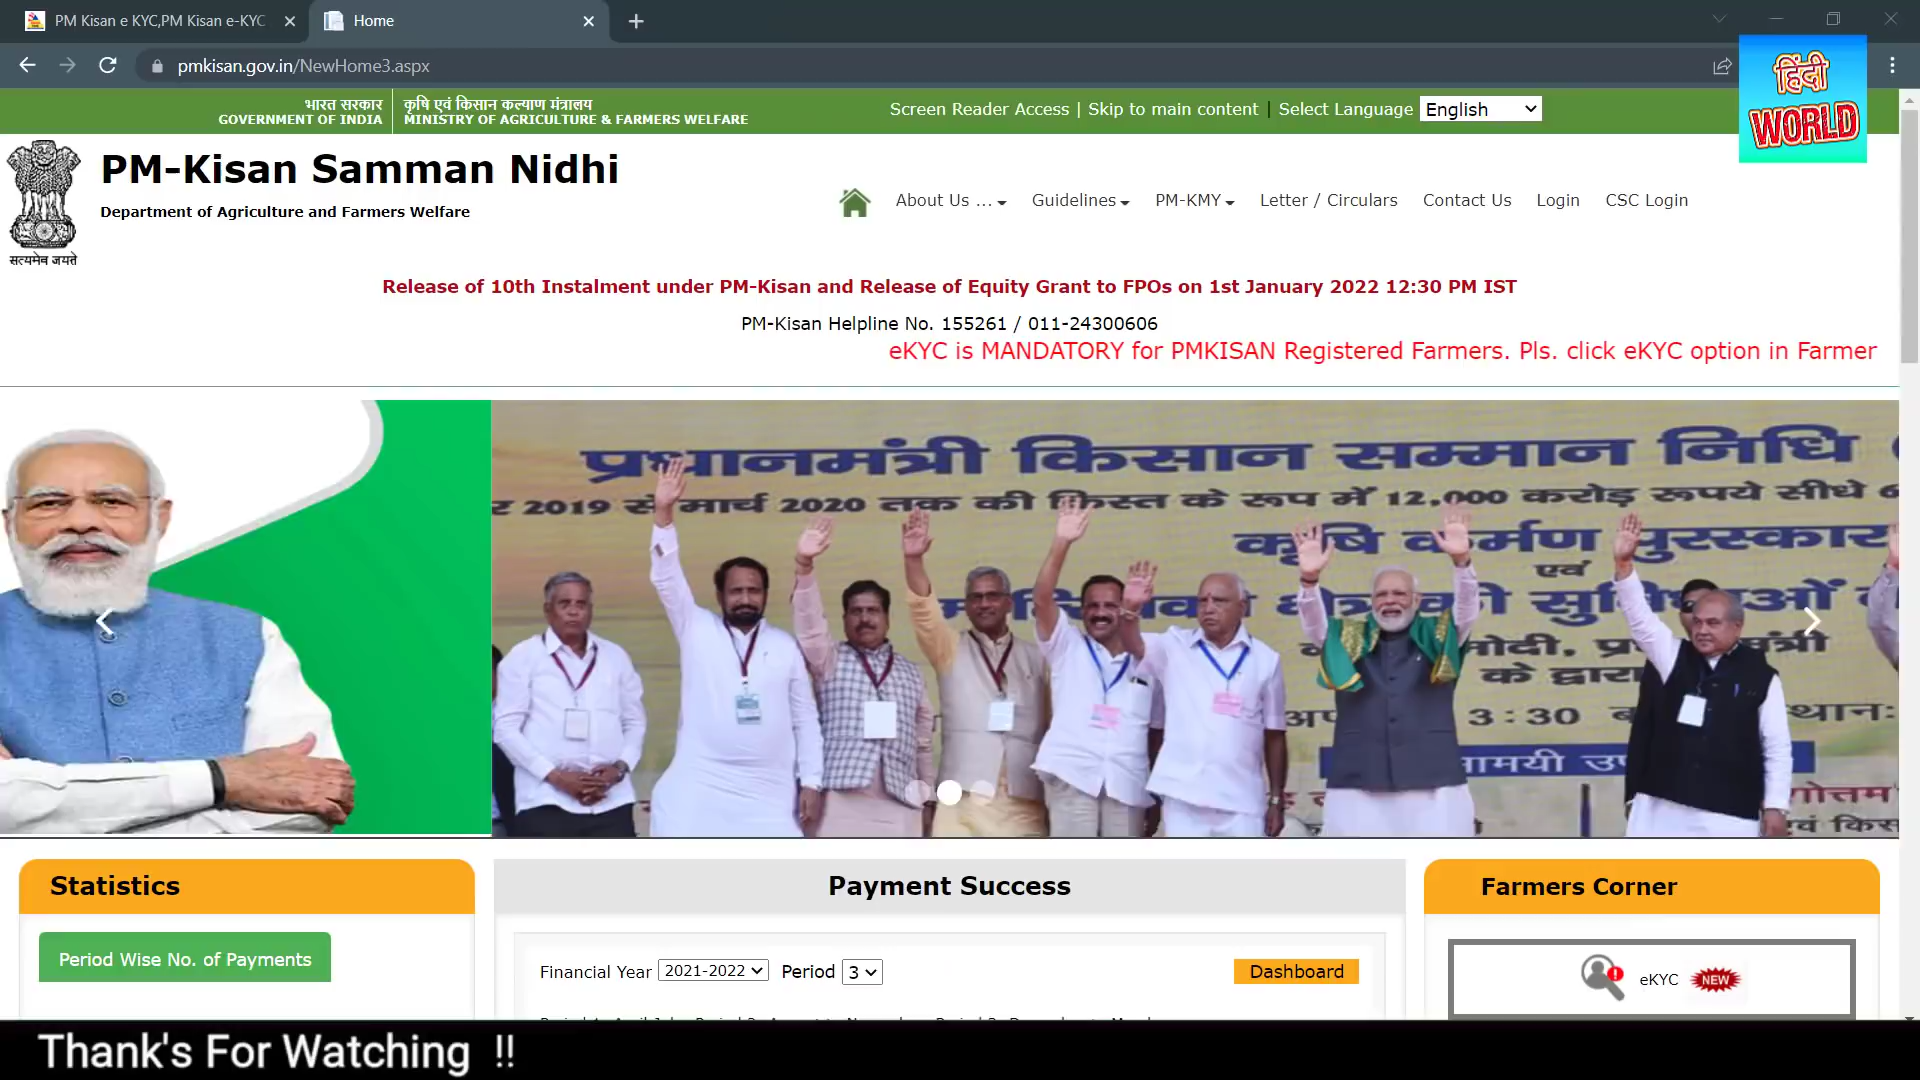 PM Kisan e KYC,PM Kisan e-KYC
Home
pmkisan.gov.in/NewHome3.aspx
हिंदी
WORLD
भारत सरकार
GOVERNMENT OF INDIA
कृषि एवं किसान कल्याण मंत्रालय
MINISTRY OF AGRICULTURE & FARMERS WELFARE
Screen Reader Access | Skip to main content | Select Language English
PM-Kisan Samman Nidhi
Department of Agriculture and Farmers Welfare
सत्यमेव जयते
About Us ... Guidelines PM-KMY Letter / Circulars Contact Us Login CSC Login
Release of 10th Instalment under PM-Kisan and Release of Equity Grant to FPOs on 1st January 2022 12:30 PM IST
PM-Kisan Helpline No. 155261 / 011-24300606
eKYC is MANDATORY for PMKISAN Registered Farmers. Pls. click eKYC option in Farmer
प्रधानमंत्री किसान सम्मान निधि
2019 से मार्च 2020 तक की किस्त के रूप में 12,000 करोड़ रूपये सीधे
कृषि कर्मण पुरस्कार
एवं
की सुविधाओं
मोदी,
के द्वारा
3:30
Statistics
Period Wise No. of Payments
Payment Success
Financial Year 2021-2022 Period 3
Dashboard
Farmers Corner
eKYC NEW
Thank's For Watching !!